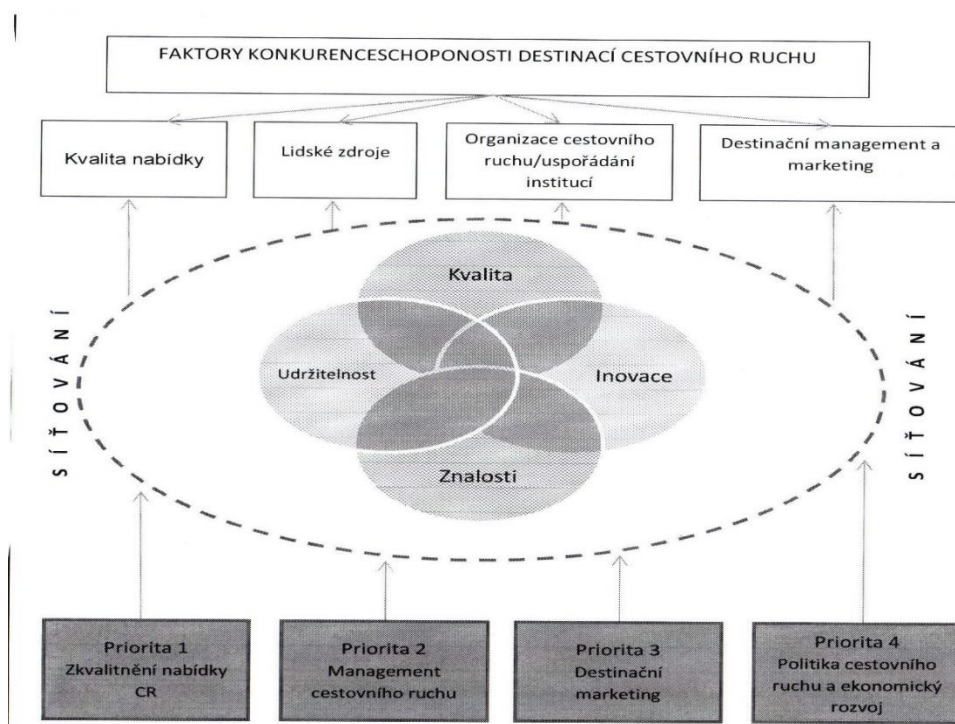 FAKTORY KONKURENCESCHOPONOSTI DESTINACÍ CESTOVNÍHO RUCHU
Kvalita nabídky
Lidské zdroje
Organizace cestovního
ruchu/uspořádání
institucí
Destinační management a
marketing
SÍŤOVÁNÍ
Kvalita
Udržitelnost
Inovace
Znalosti
SÍŤOVÁNÍ
Priorita 1
Zkvalitnění nabídky
CR
Priorita 2
Management
cestovního ruchu
Priorita 3
Destinační
marketing
Priorita 4
Politika cestovního
ruchu a ekonomický
rozvoj